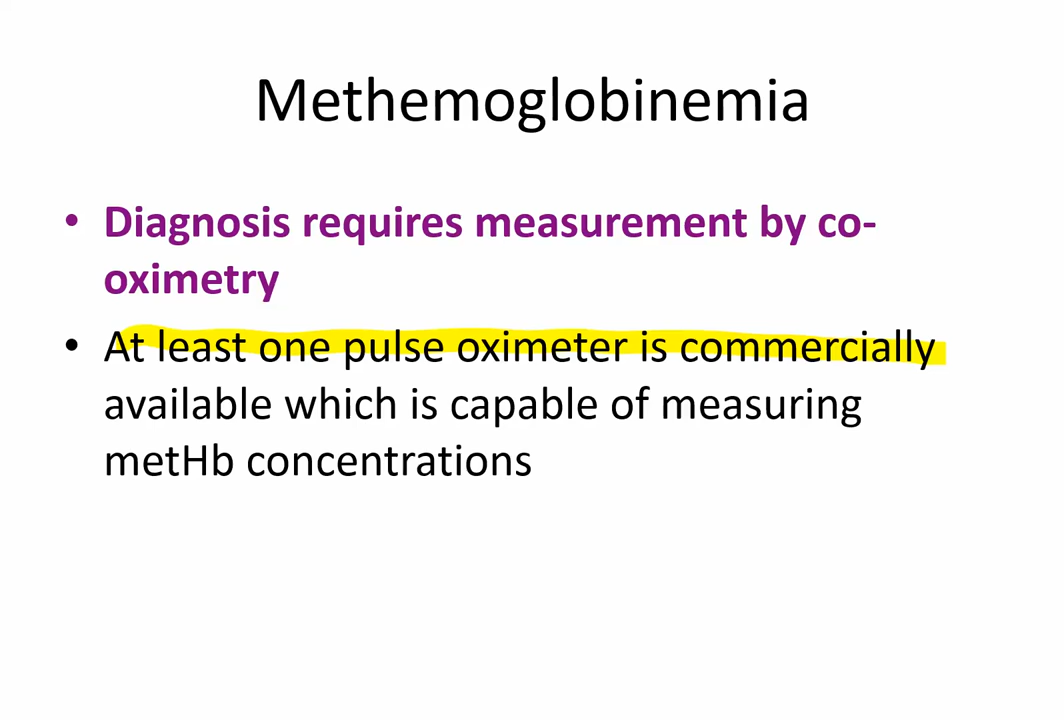 Methemoglobinemia
• Diagnosis requires measurement by co-
oximetry
• At least one pulse oximeter is commercially
available which is capable of measuring
metHb concentrations